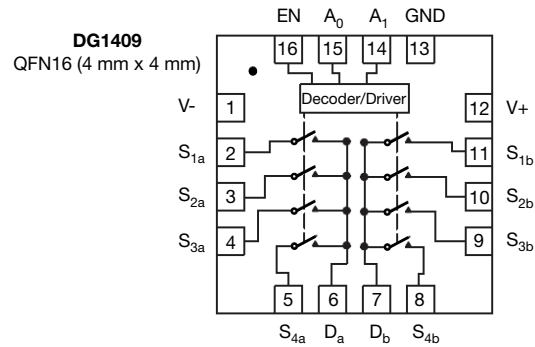 EN A₀ A₁ GND
DG1409
QFN16 (4 mm x 4 mm)
16 15 14 13
Decoder/Driver
V- 1 12 V+
S₁ₐ 2 11 S₁b
S₂ₐ 3 10 S₂b
S₃ₐ 4 9 S₃b
5 6 7 8
S₄ₐ Dₐ Db S₄b